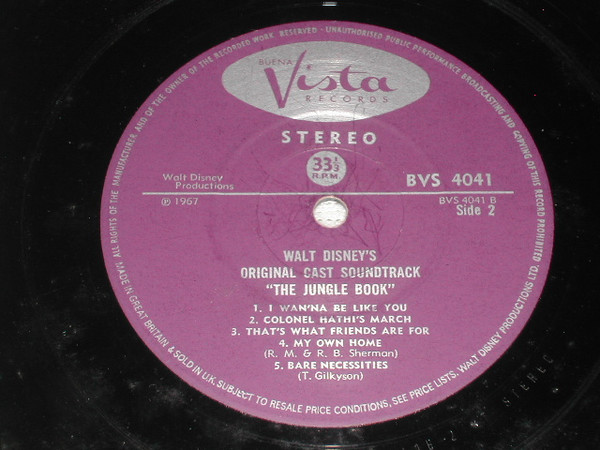 ALL RIGHTS OF THE MANUFACTURER AND OF THE OWNER OF THE RECORDED WORK RESERVED - UNAUTHORISED PUBLIC PERFORMANCE BROADCASTING AND COPYING OF THIS RECORD PROHIBITED
BUENA
Vista
RECORDS
STEREO
33⅓
R.P.M.
Walt Disney
Productions
BVS 4041
℗ 1967
BVS 4041 B
Side 2
WALT DISNEY'S
ORIGINAL CAST SOUNDTRACK
"THE JUNGLE BOOK"
1. I WAN'NA BE LIKE YOU
2. COLONEL HATHI'S MARCH
3. THAT'S WHAT FRIENDS ARE FOR
4. MY OWN HOME
(R. M. & R. B. Sherman)
5. BARE NECESSITIES
(T. Gilkyson)
MADE IN GREAT BRITAIN & SOLD IN U.K. SUBJECT TO RESALE PRICE CONDITIONS, SEE PRICE LISTS, WALT DISNEY PRODUCTIONS LTD.
STEREO